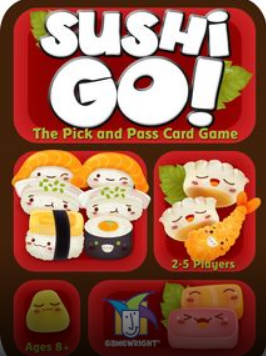 SUSHi
GO!
The Pick and Pass Card Game
2-5 Players
Ages 8+
GAMEWRIGHT